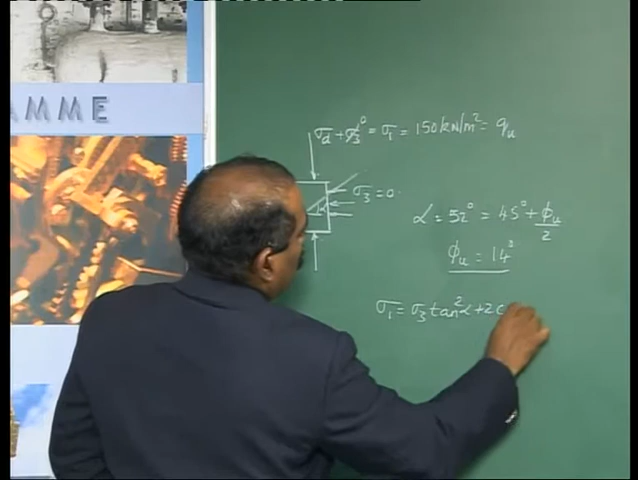 AMME
σd + σ3⁰ = σ1 = 150 kN/m² = qu
σ3 = 0
α = 52° = 45° + ϕu/2
ϕu = 14°
σ1 = σ3 tan²α + 2c